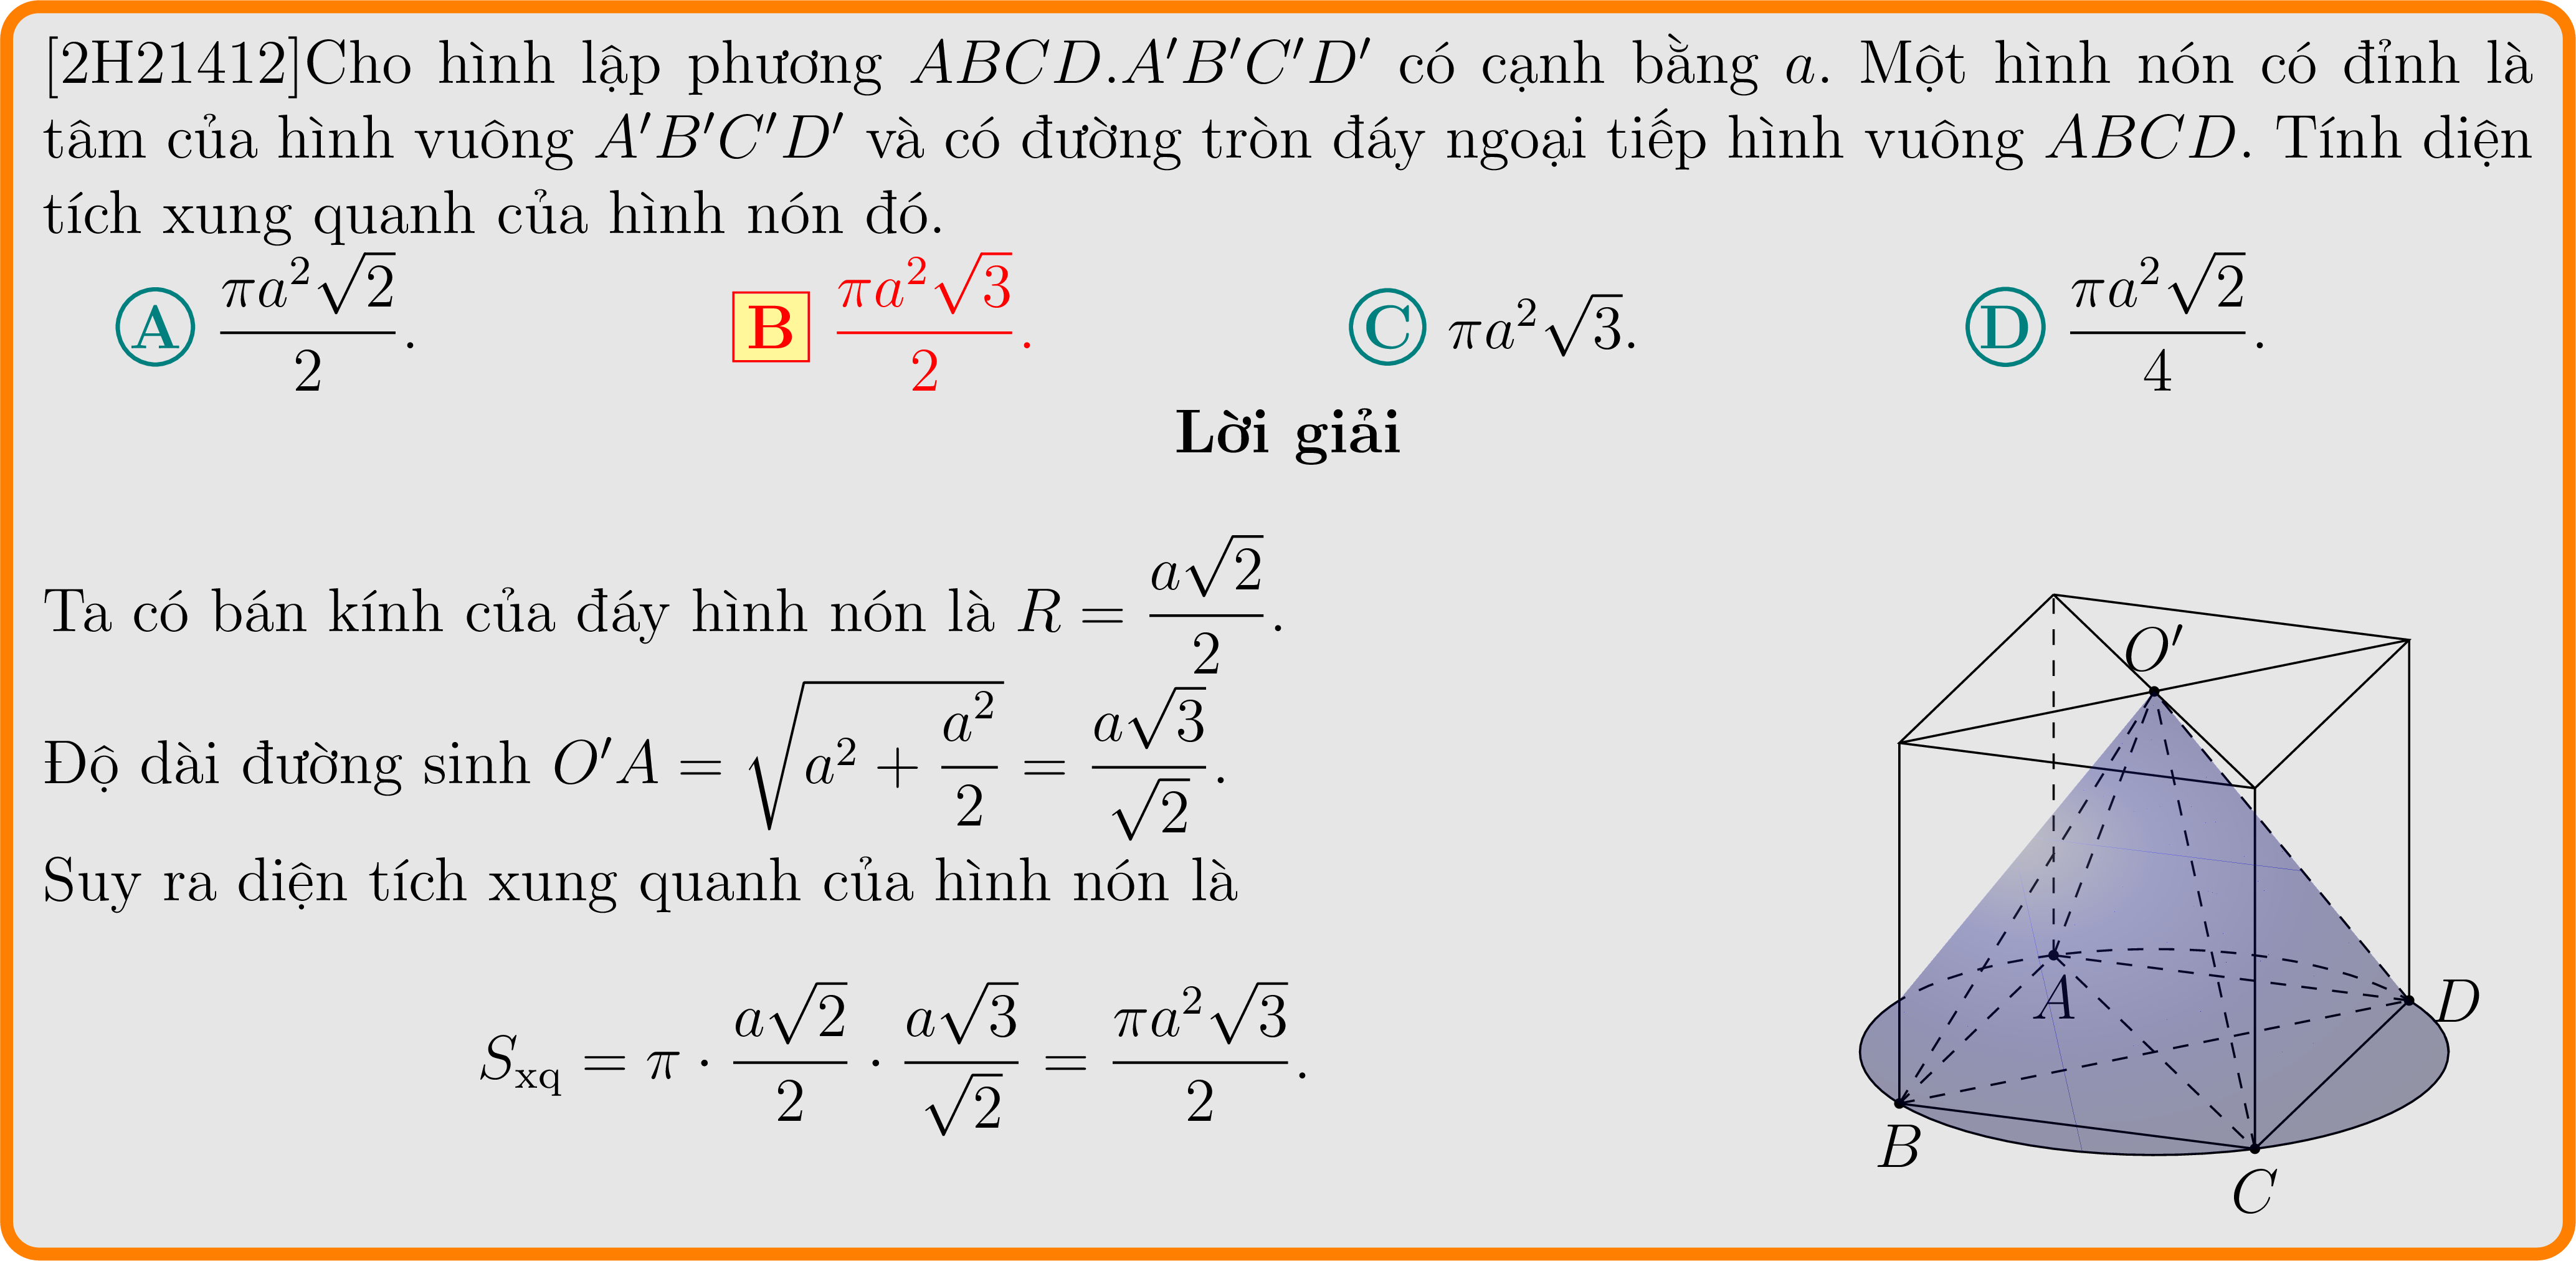 [2H21412]Cho hình lập phương ABCD.A′B′C′D′ có cạnh bằng a. Một hình nón có đỉnh là
tâm của hình vuông A′B′C′D′ và có đường tròn đáy ngoại tiếp hình vuông ABCD. Tính diện
tích xung quanh của hình nón đó.
A $\frac{\pi a^2\sqrt{2}}{2}$. B $\frac{\pi a^2\sqrt{3}}{2}$. C $\pi a^2\sqrt{3}$. D $\frac{\pi a^2\sqrt{2}}{4}$.
Lời giải
Ta có bán kính của đáy hình nón là $R = \frac{a\sqrt{2}}{2}$.
Độ dài đường sinh $O'A = \sqrt{a^2 + \frac{a^2}{2}} = \frac{a\sqrt{3}}{\sqrt{2}}$.
Suy ra diện tích xung quanh của hình nón là
$S_{\text{xq}} = \pi \cdot \frac{a\sqrt{2}}{2} \cdot \frac{a\sqrt{3}}{\sqrt{2}} = \frac{\pi a^2\sqrt{3}}{2}$.
O′
A
D
B
C